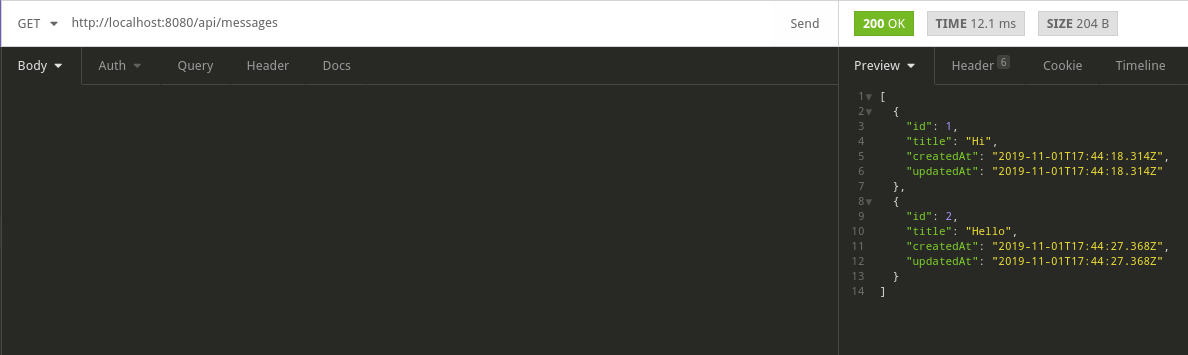 GET http://localhost:8080/api/messages Send 200 OK TIME 12.1 ms SIZE 204 B
Body Auth Query Header Docs Preview Header 6 Cookie Timeline
1 [
2 {
3 "id": 1,
4 "title": "Hi",
5 "createdAt": "2019-11-01T17:44:18.314Z",
6 "updatedAt": "2019-11-01T17:44:18.314Z"
7 },
8 {
9 "id": 2,
10 "title": "Hello",
11 "createdAt": "2019-11-01T17:44:27.368Z",
12 "updatedAt": "2019-11-01T17:44:27.368Z"
13 }
14 ]